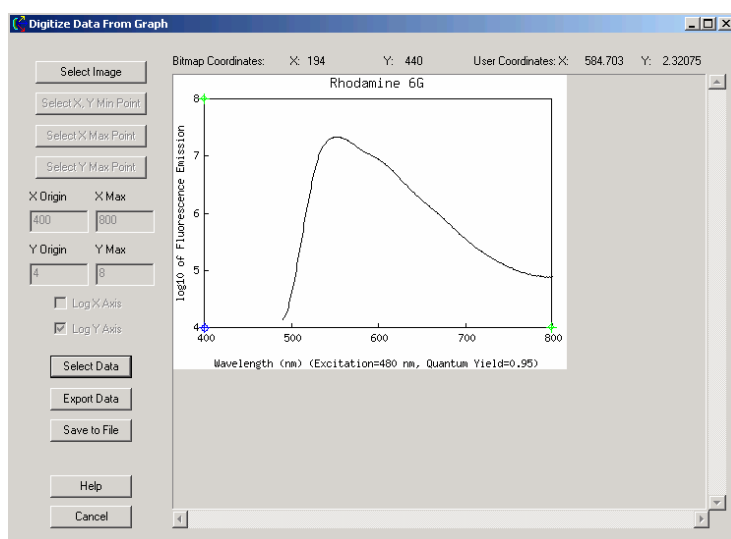 Digitize Data From Graph
Bitmap Coordinates: X: 194 Y: 440 User Coordinates: X: 584.703 Y: 2.32075
Select Image
Select X, Y Min Point
Select X Max Point
Select Y Max Point
X Origin X Max
400 800
Y Origin Y Max
4 8
Log X Axis
Log Y Axis
Select Data
Export Data
Save to File
Help
Cancel
Rhodamine 6G
log10 of Fluorescence Emission
8
7
6
5
4
400 500 600 700 800
Wavelength (nm) (Excitation=480 nm, Quantum Yield=0.95)